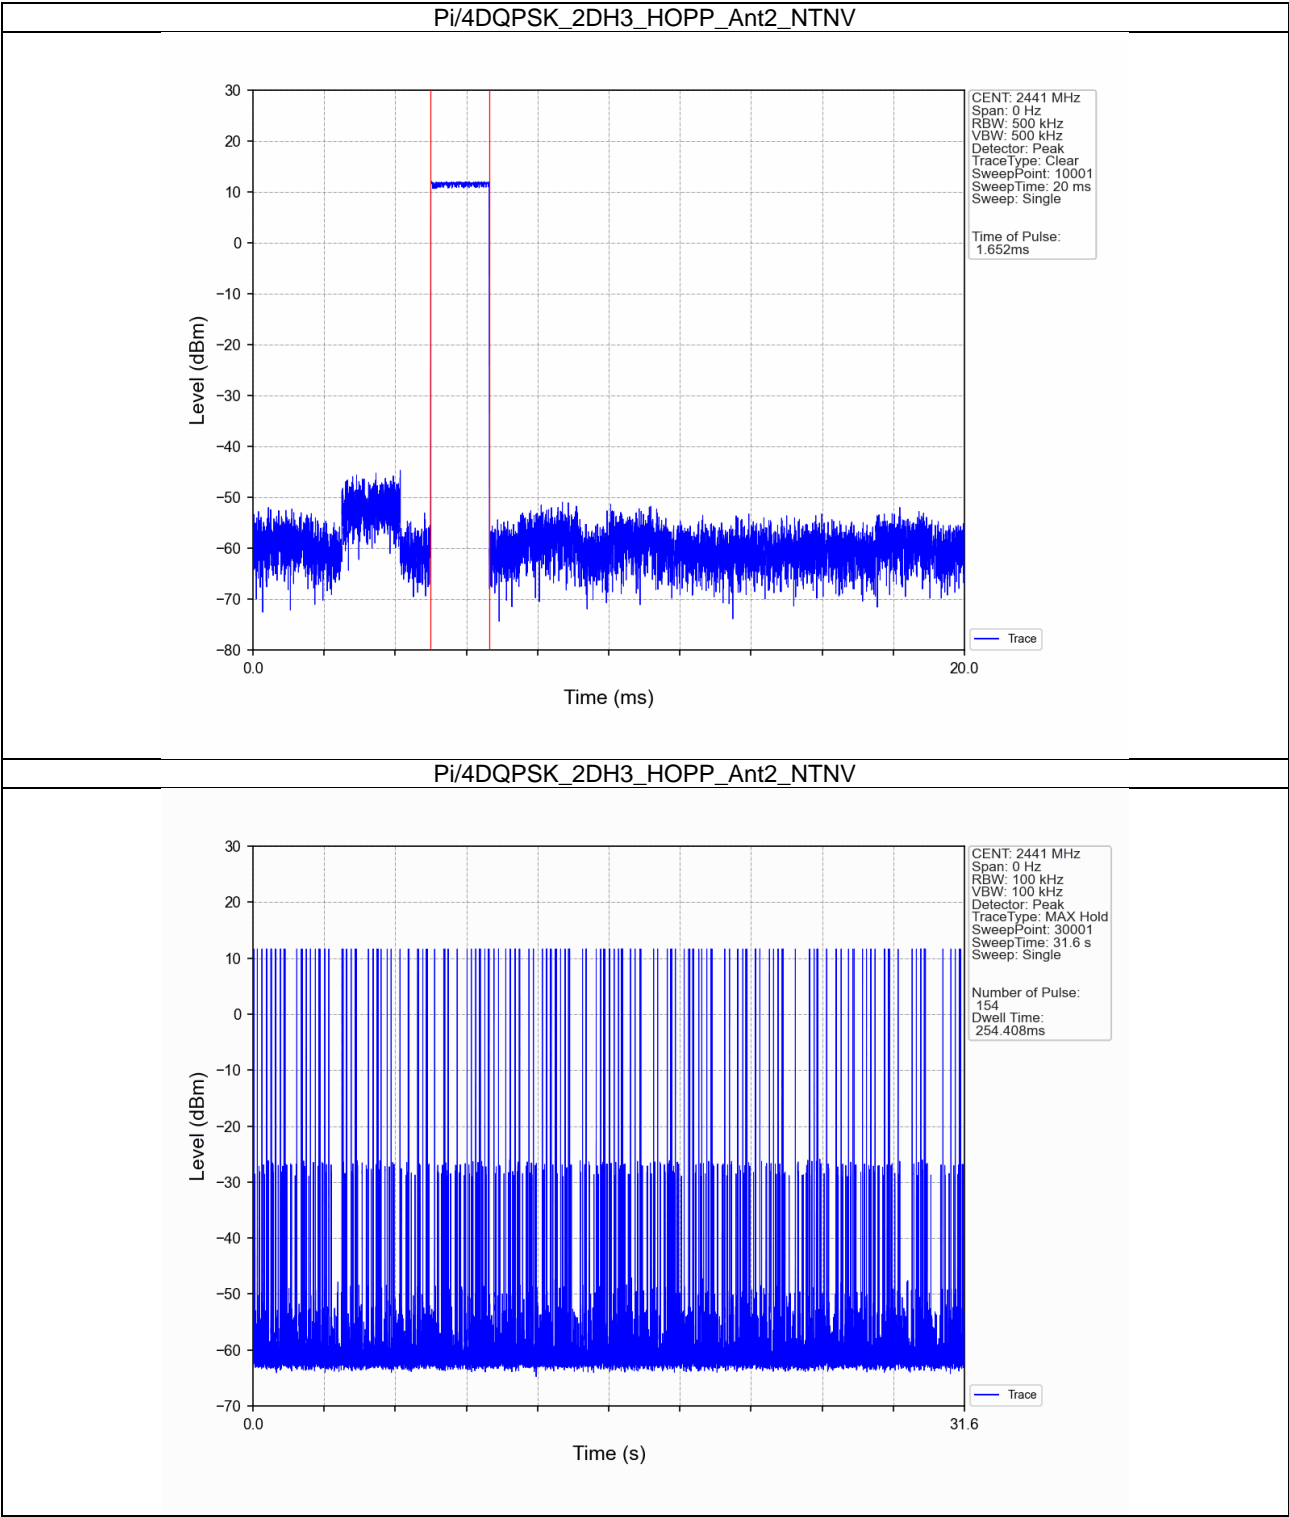 Pi/4DQPSK_2DH3_HOPP_Ant2_NTNV
30
20
10
0
−10
−20
−30
−40
−50
−60
−70
−80
Level (dBm)
0.0
20.0
Time (ms)
CENT: 2441 MHz
Span: 0 Hz
RBW: 500 kHz
VBW: 500 kHz
Detector: Peak
TraceType: Clear
SweepPoint: 10001
SweepTime: 20 ms
Sweep: Single
Time of Pulse:
1.652ms
Trace
Pi/4DQPSK_2DH3_HOPP_Ant2_NTNV
30
20
10
0
−10
−20
−30
−40
−50
−60
−70
Level (dBm)
0.0
31.6
Time (s)
CENT: 2441 MHz
Span: 0 Hz
RBW: 100 kHz
VBW: 100 kHz
Detector: Peak
TraceType: MAX Hold
SweepPoint: 30001
SweepTime: 31.6 s
Sweep: Single
Number of Pulse:
154
Dwell Time:
254.408ms
Trace